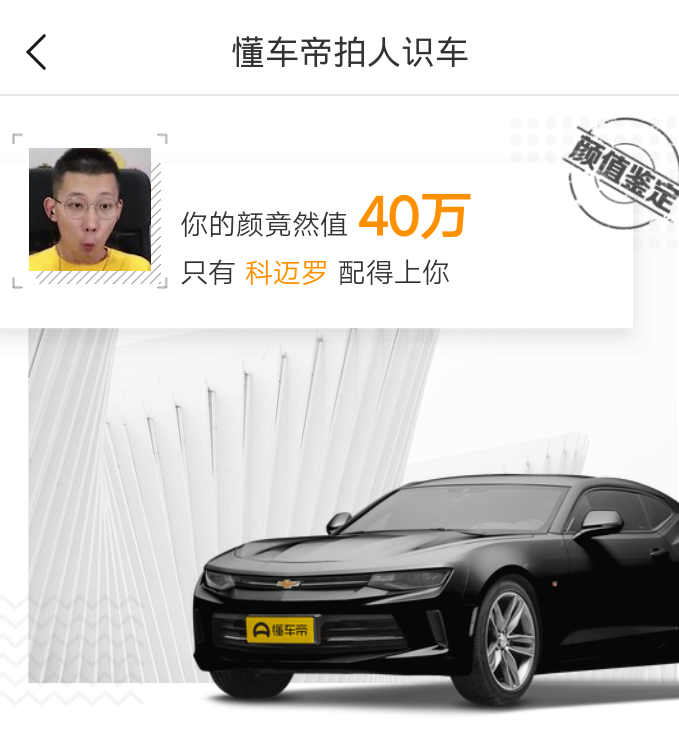 懂车帝拍人识车
颜值鉴定
你的颜竟然值 40万
只有 科迈罗 配得上你
懂车帝